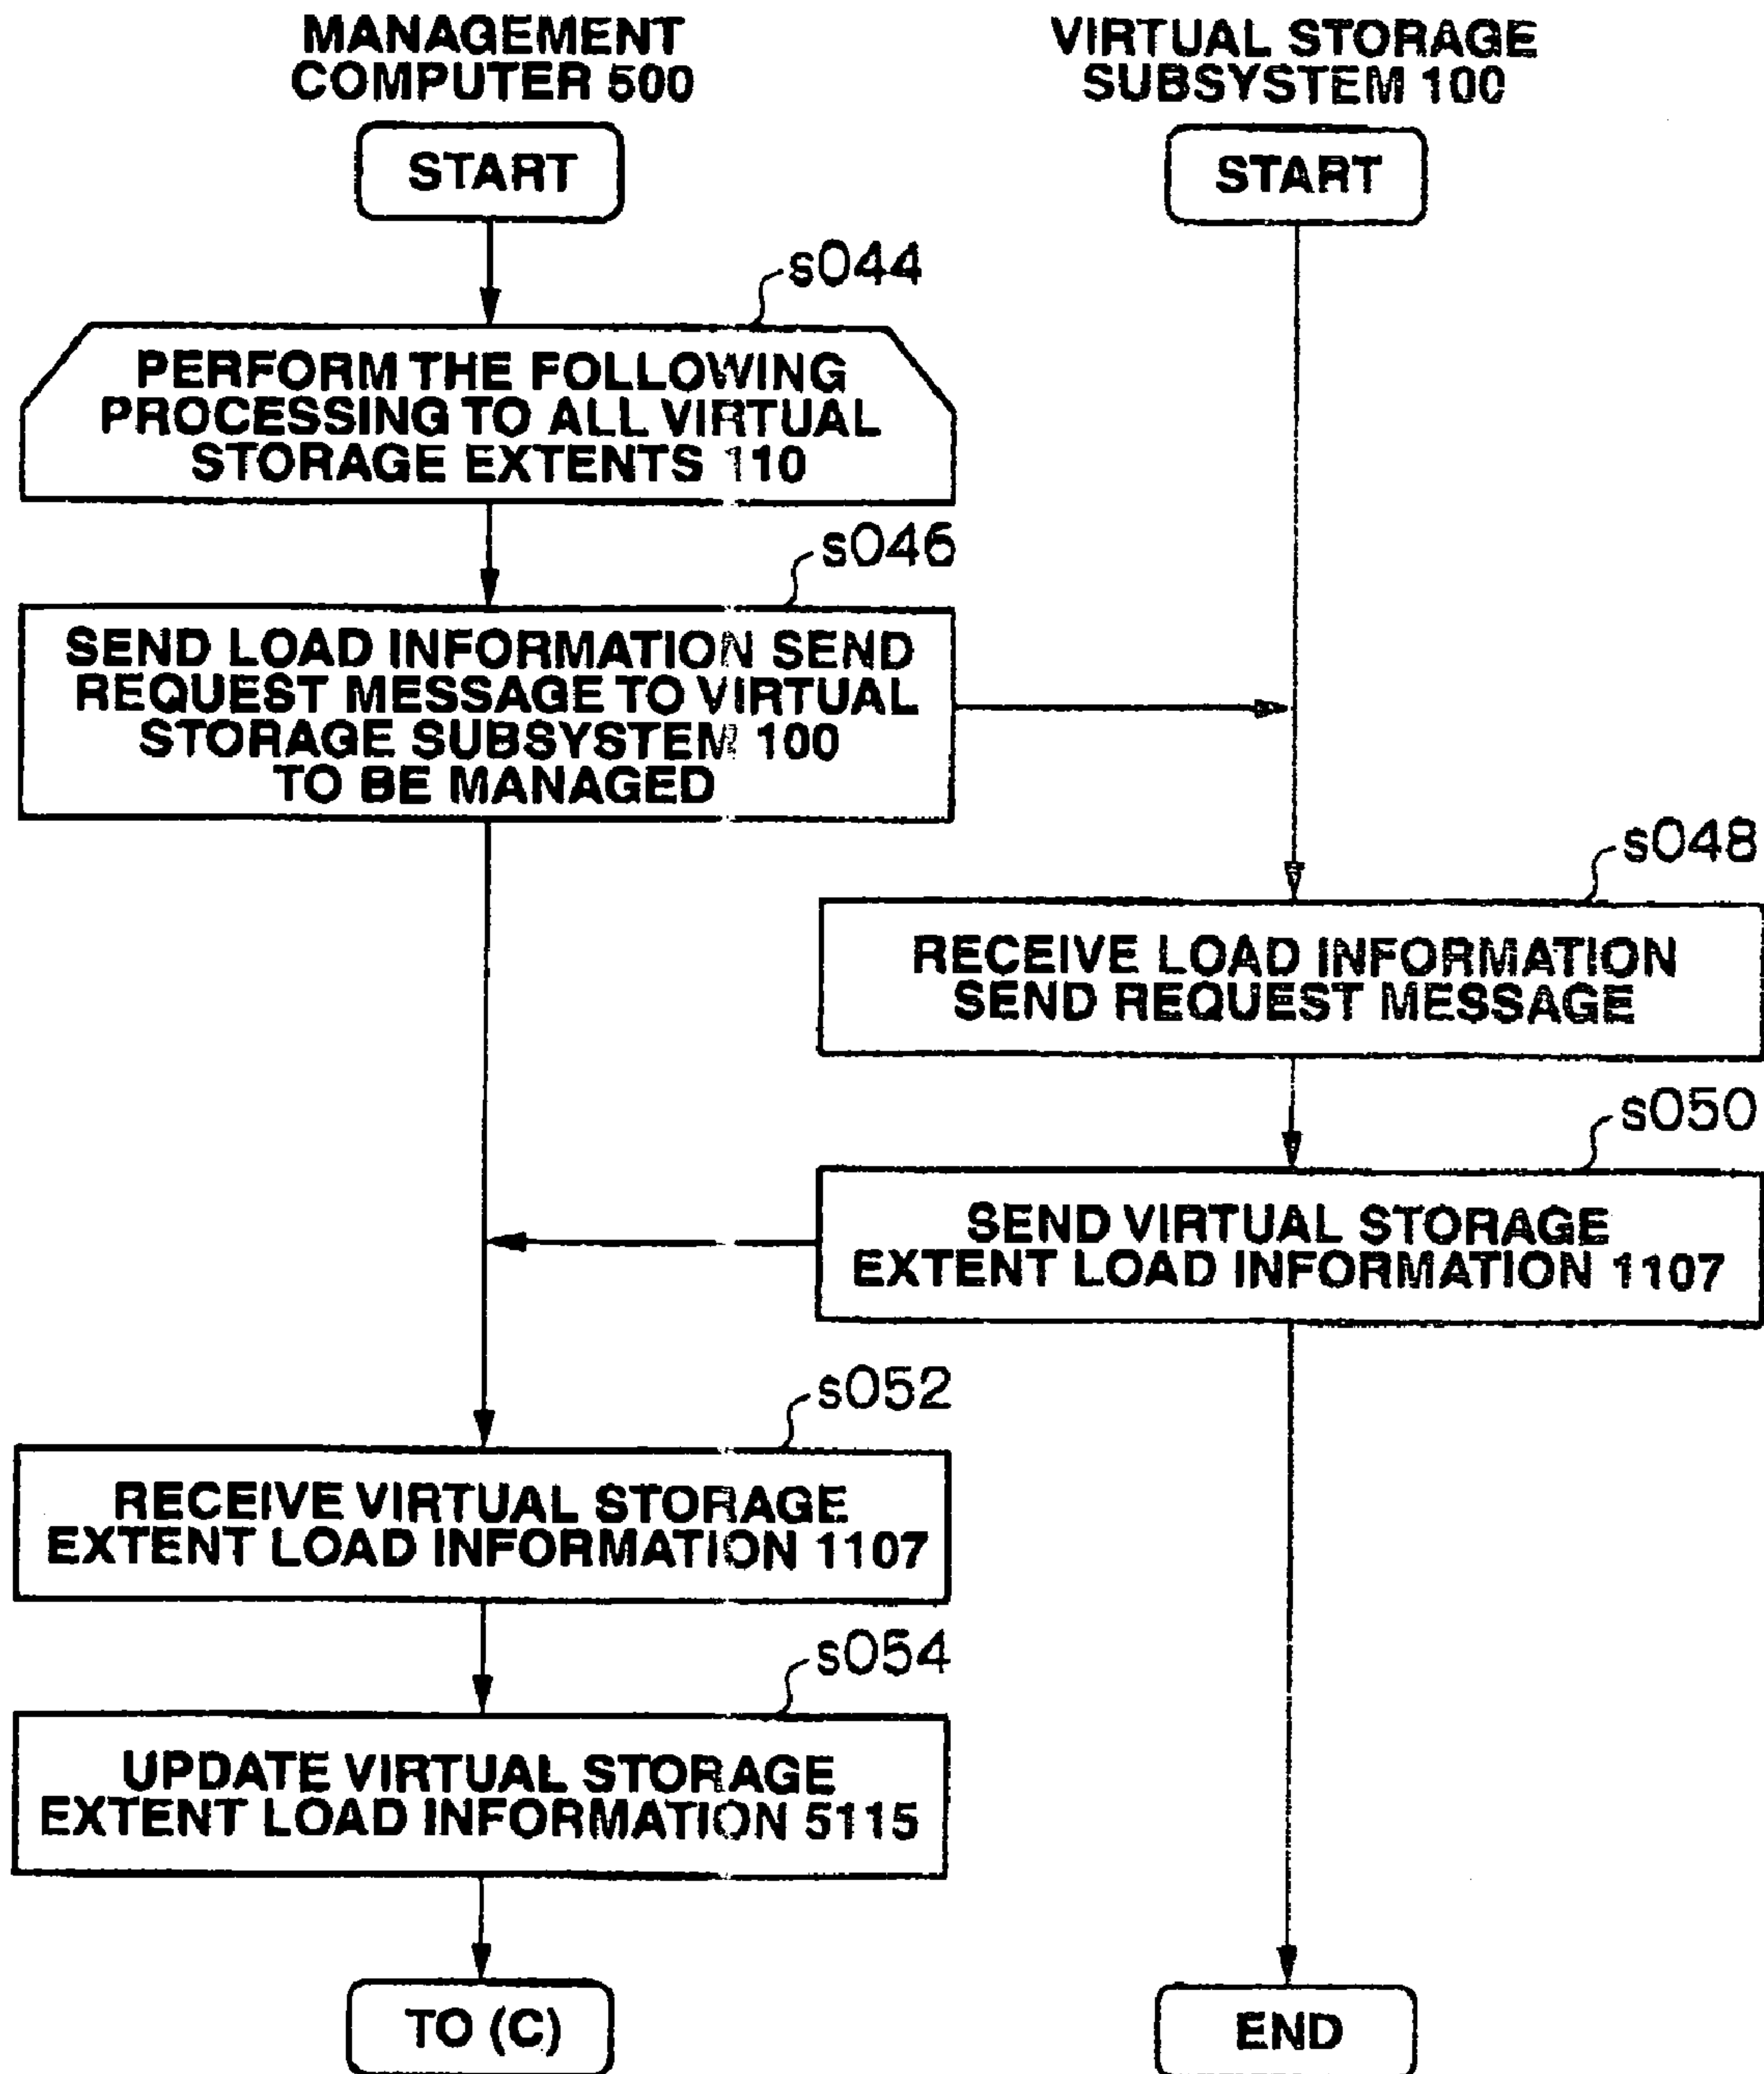 MANAGEMENT
COMPUTER 500
VIRTUAL STORAGE
SUBSYSTEM 100
START
START
s044
PERFORM THE FOLLOWING
PROCESSING TO ALL VIRTUAL
STORAGE EXTENTS 110
s046
SEND LOAD INFORMATION SEND
REQUEST MESSAGE TO VIRTUAL
STORAGE SUBSYSTEM 100
TO BE MANAGED
s048
RECEIVE LOAD INFORMATION
SEND REQUEST MESSAGE
s050
SEND VIRTUAL STORAGE
EXTENT LOAD INFORMATION 1107
s052
RECEIVE VIRTUAL STORAGE
EXTENT LOAD INFORMATION 1107
s054
UPDATE VIRTUAL STORAGE
EXTENT LOAD INFORMATION 5115
TO (C)
END